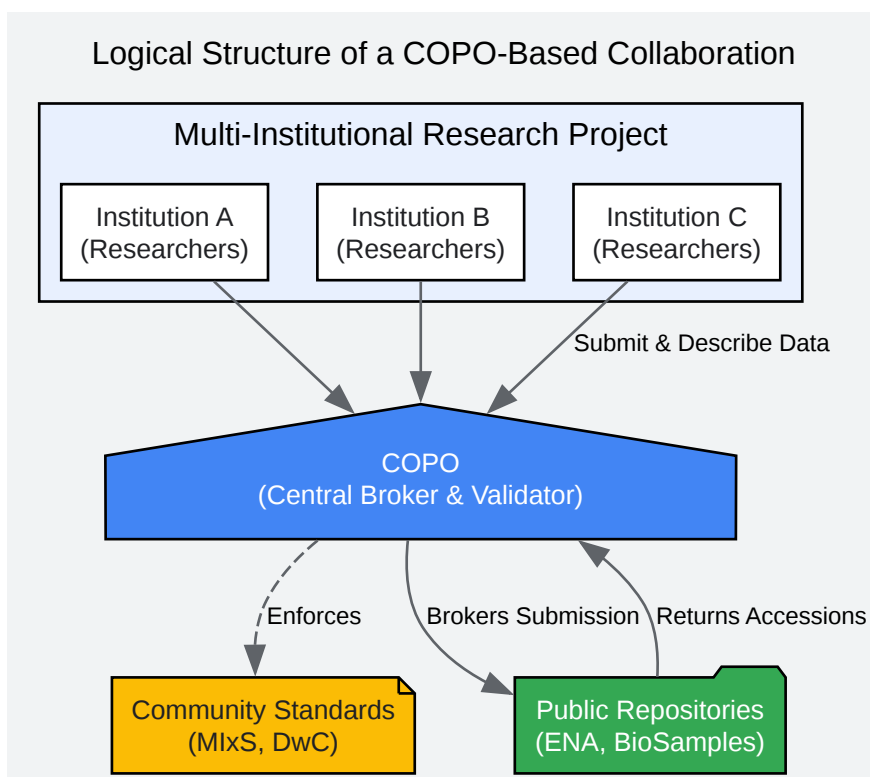 Logical Structure of a COPO-Based Collaboration
Multi-Institutional Research Project
Institution A
(Researchers)
Institution B
(Researchers)
Institution C
(Researchers)
Submit & Describe Data
COPO
(Central Broker & Validator)
Enforces
Brokers Submission
Returns Accessions
Community Standards
(MIxS, DwC)
Public Repositories
(ENA, BioSamples)